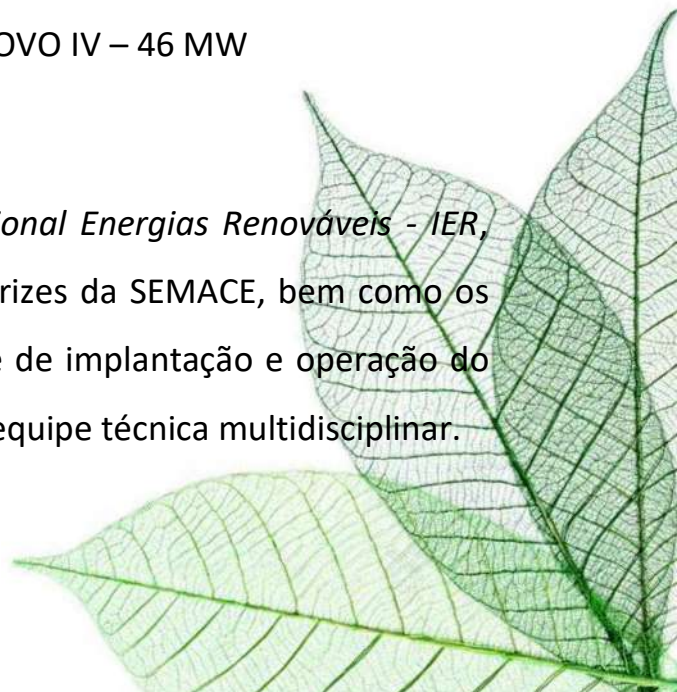 OVO IV – 46 MW
ional Energias Renováveis - IER,
rizes da SEMACE, bem como os
e de implantação e operação do
equipe técnica multidisciplinar.